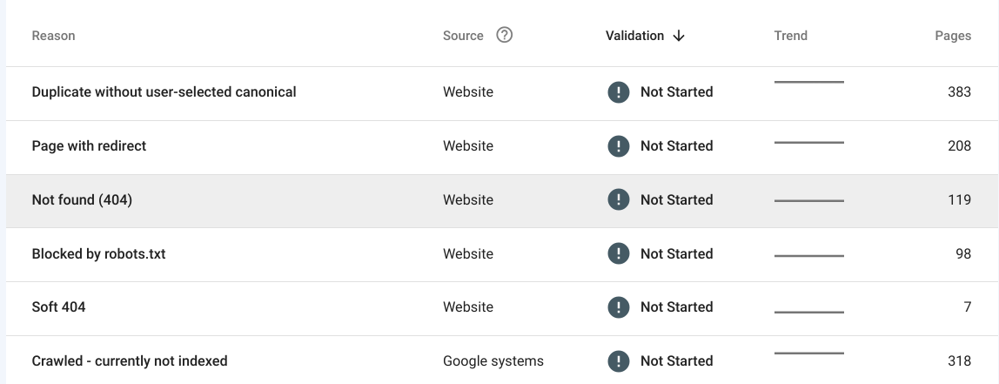 Reason Source ? Validation ↓ Trend Pages
Duplicate without user-selected canonical Website ! Not Started 383
Page with redirect Website ! Not Started 208
Not found (404) Website ! Not Started 119
Blocked by robots.txt Website ! Not Started 98
Soft 404 Website ! Not Started 7
Crawled - currently not indexed Google systems ! Not Started 318